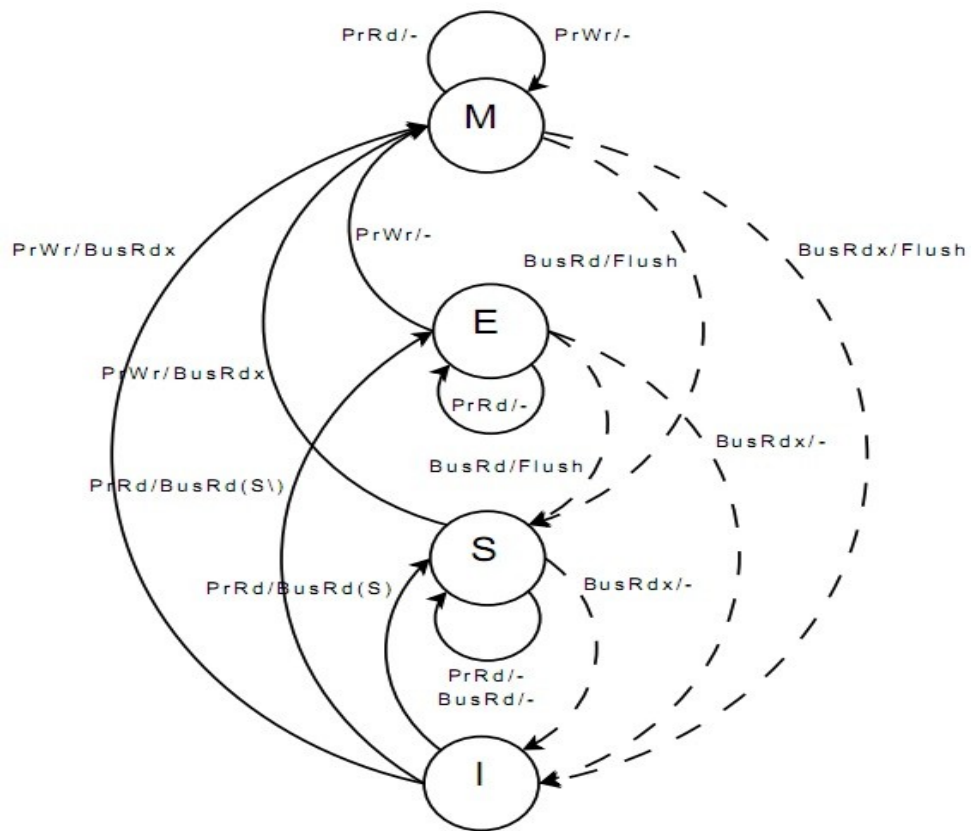 PrRd/-
PrWr/-
M
PrWr/BusRdx
PrWr/-
BusRd/Flush
BusRdx/Flush
E
PrWr/BusRdx
PrRd/-
BusRdx/-
BusRd/Flush
PrRd/BusRd(S\)
S
PrRd/BusRd(S)
BusRdx/-
PrRd/-
BusRd/-
I